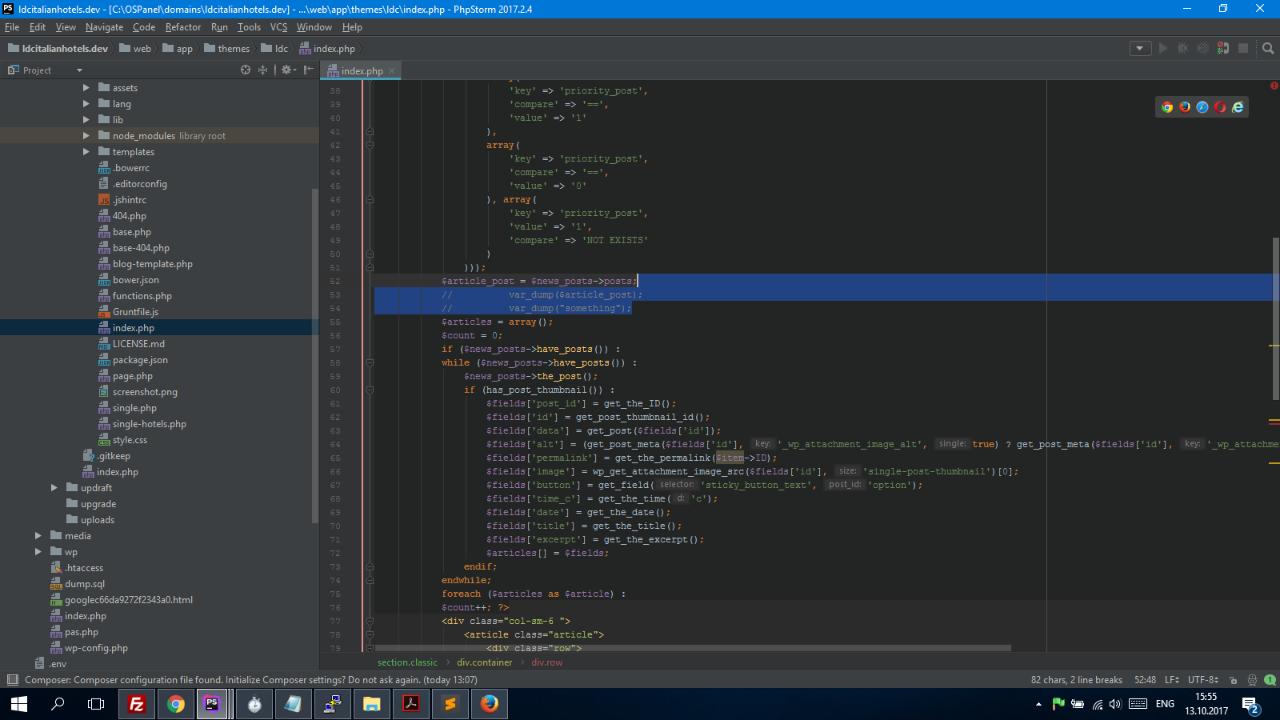 ldcitalianhotels.dev - [C:\OSPanel\domains\ldcitalianhotels.dev] - ...\web\app\themes\ldc\index.php - PhpStorm 2017.2.4
File Edit View Navigate Code Refactor Run Tools VCS Window Help
ldcitalianhotels.dev web app themes ldc index.php
Project
index.php
assets
lang
lib
node_modules library root
templates
.bowerrc
.editorconfig
.jshintrc
404.php
base.php
base-404.php
blog-template.php
bower.json
functions.php
Gruntfile.js
index.php
LICENSE.md
package.json
page.php
screenshot.png
single.php
single-hotels.php
style.css
.gitkeep
index.php
updraft
upgrade
uploads
media
wp
.htaccess
dump.sql
googlec66da9272f2343a0.html
index.php
pas.php
wp-config.php
.env
38 'key' => 'priority_post',
39 'compare' => '==',
40 'value' => '1'
41 ),
42 array(
43 'key' => 'priority_post',
44 'compare' => '==',
45 'value' => '0'
46 ), array(
47 'key' => 'priority_post',
48 'value' => '1',
49 'compare' => 'NOT EXISTS'
50 )
51 )));
52 $article_post = $news_posts->posts;
53 // var_dump($article_post);
54 // var_dump("something");
55 $articles = array();
56 $count = 0;
57 if ($news_posts->have_posts()) :
58 while ($news_posts->have_posts()) :
59 $news_posts->the_post();
60 if (has_post_thumbnail()) :
61 $fields['post_id'] = get_the_ID();
62 $fields['id'] = get_post_thumbnail_id();
63 $fields['data'] = get_post($fields['id']);
64 $fields['alt'] = (get_post_meta($fields['id'], key: '_wp_attachment_image_alt', single: true) ? get_post_meta($fields['id'], key: '_wp_attachme
65 $fields['permalink'] = get_the_permalink($item->ID);
66 $fields['image'] = wp_get_attachment_image_src($fields['id'], size: 'single-post-thumbnail')[0];
67 $fields['button'] = get_field( selector: 'sticky_button_text', post_id: 'option');
68 $fields['time_c'] = get_the_time( d: 'c');
69 $fields['date'] = get_the_date();
70 $fields['title'] = get_the_title();
71 $fields['excerpt'] = get_the_excerpt();
72 $articles[] = $fields;
73 endif;
74 endwhile;
75 foreach ($articles as $article) :
76 $count++; ?>
77 <div class="col-sm-6 ">
78 <article class="article">
79 <div class="row">
section.classic div.container div.row
Composer: Composer configuration file found. Initialize Composer settings? Do not ask again. (today 13:07)
82 chars, 2 line breaks 52:48 LF÷ UTF-8÷ 1
ENG
15:55
13.10.2017
2